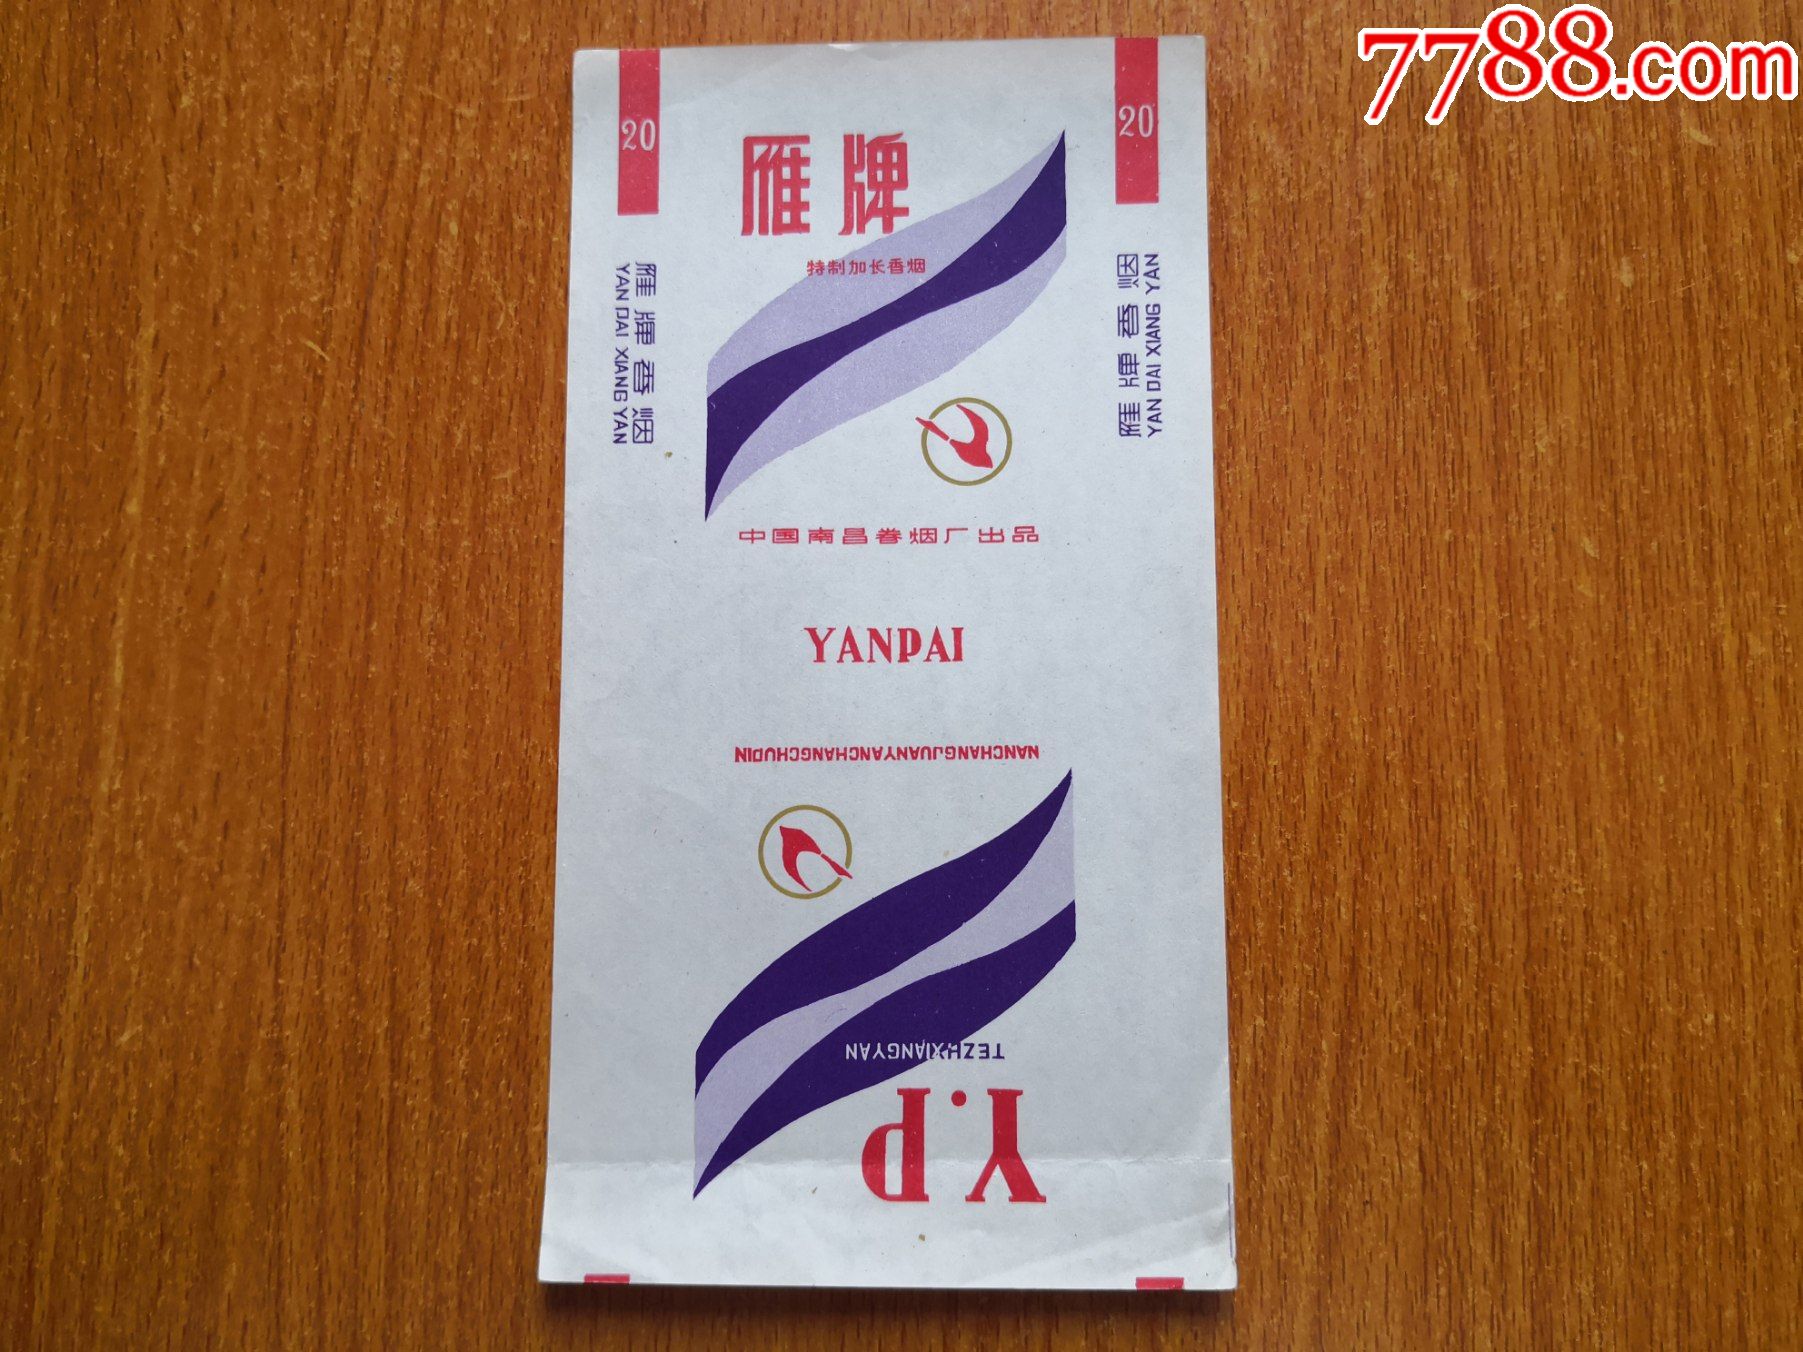 7788.com
20
20
雁牌
特制加长香烟
雁牌香烟
YAN PAI XIANG YAN
雁牌香烟
YAN PAI XIANG YAN
中国南昌卷烟厂出品
YANPAI
NANCHANGJUANYANCHANGCHUPIN
TEZHIXIANGYAN
Y.P